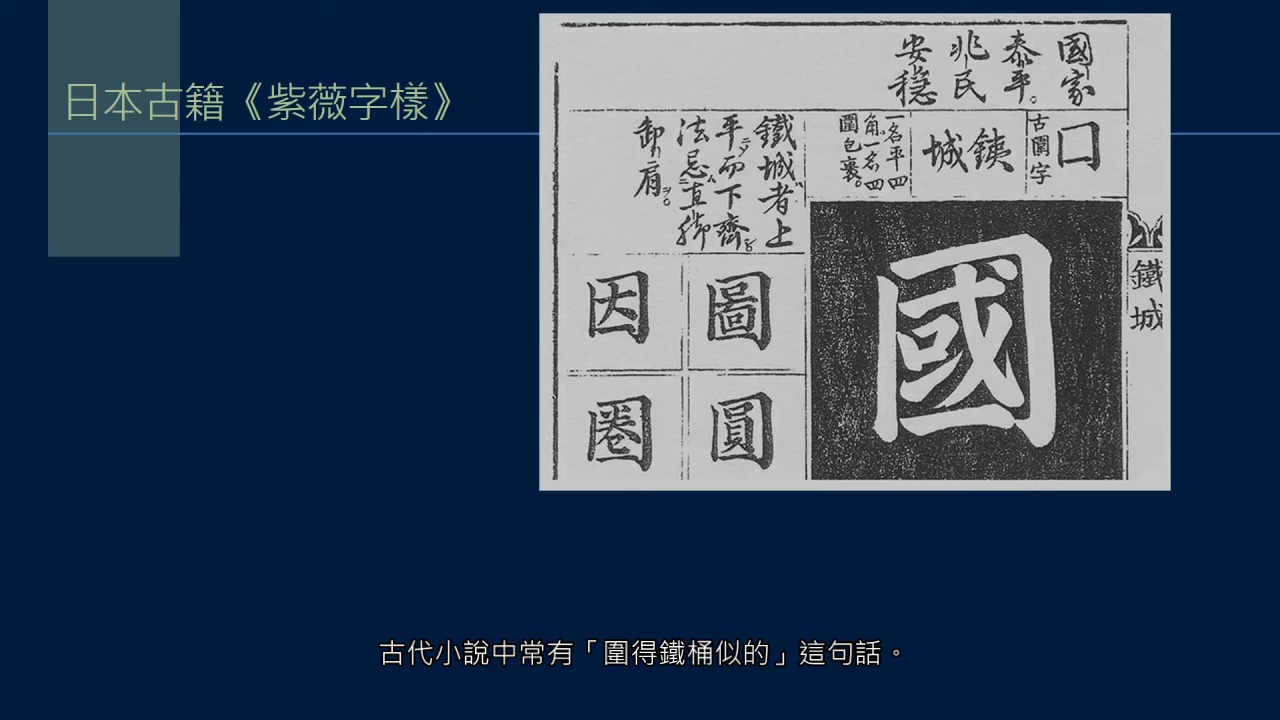 日本古籍《紫薇字樣》
國家
泰平。
兆民
安穩
囗
古圍字
銕
城
一名平四
角一名四
圍包裹。
國
鐵城
鐵城者上
平而下齊
法忌直腳
卸肩。
圖
因
圓
圈
古代小說中常有「圍得鐵桶似的」這句話。